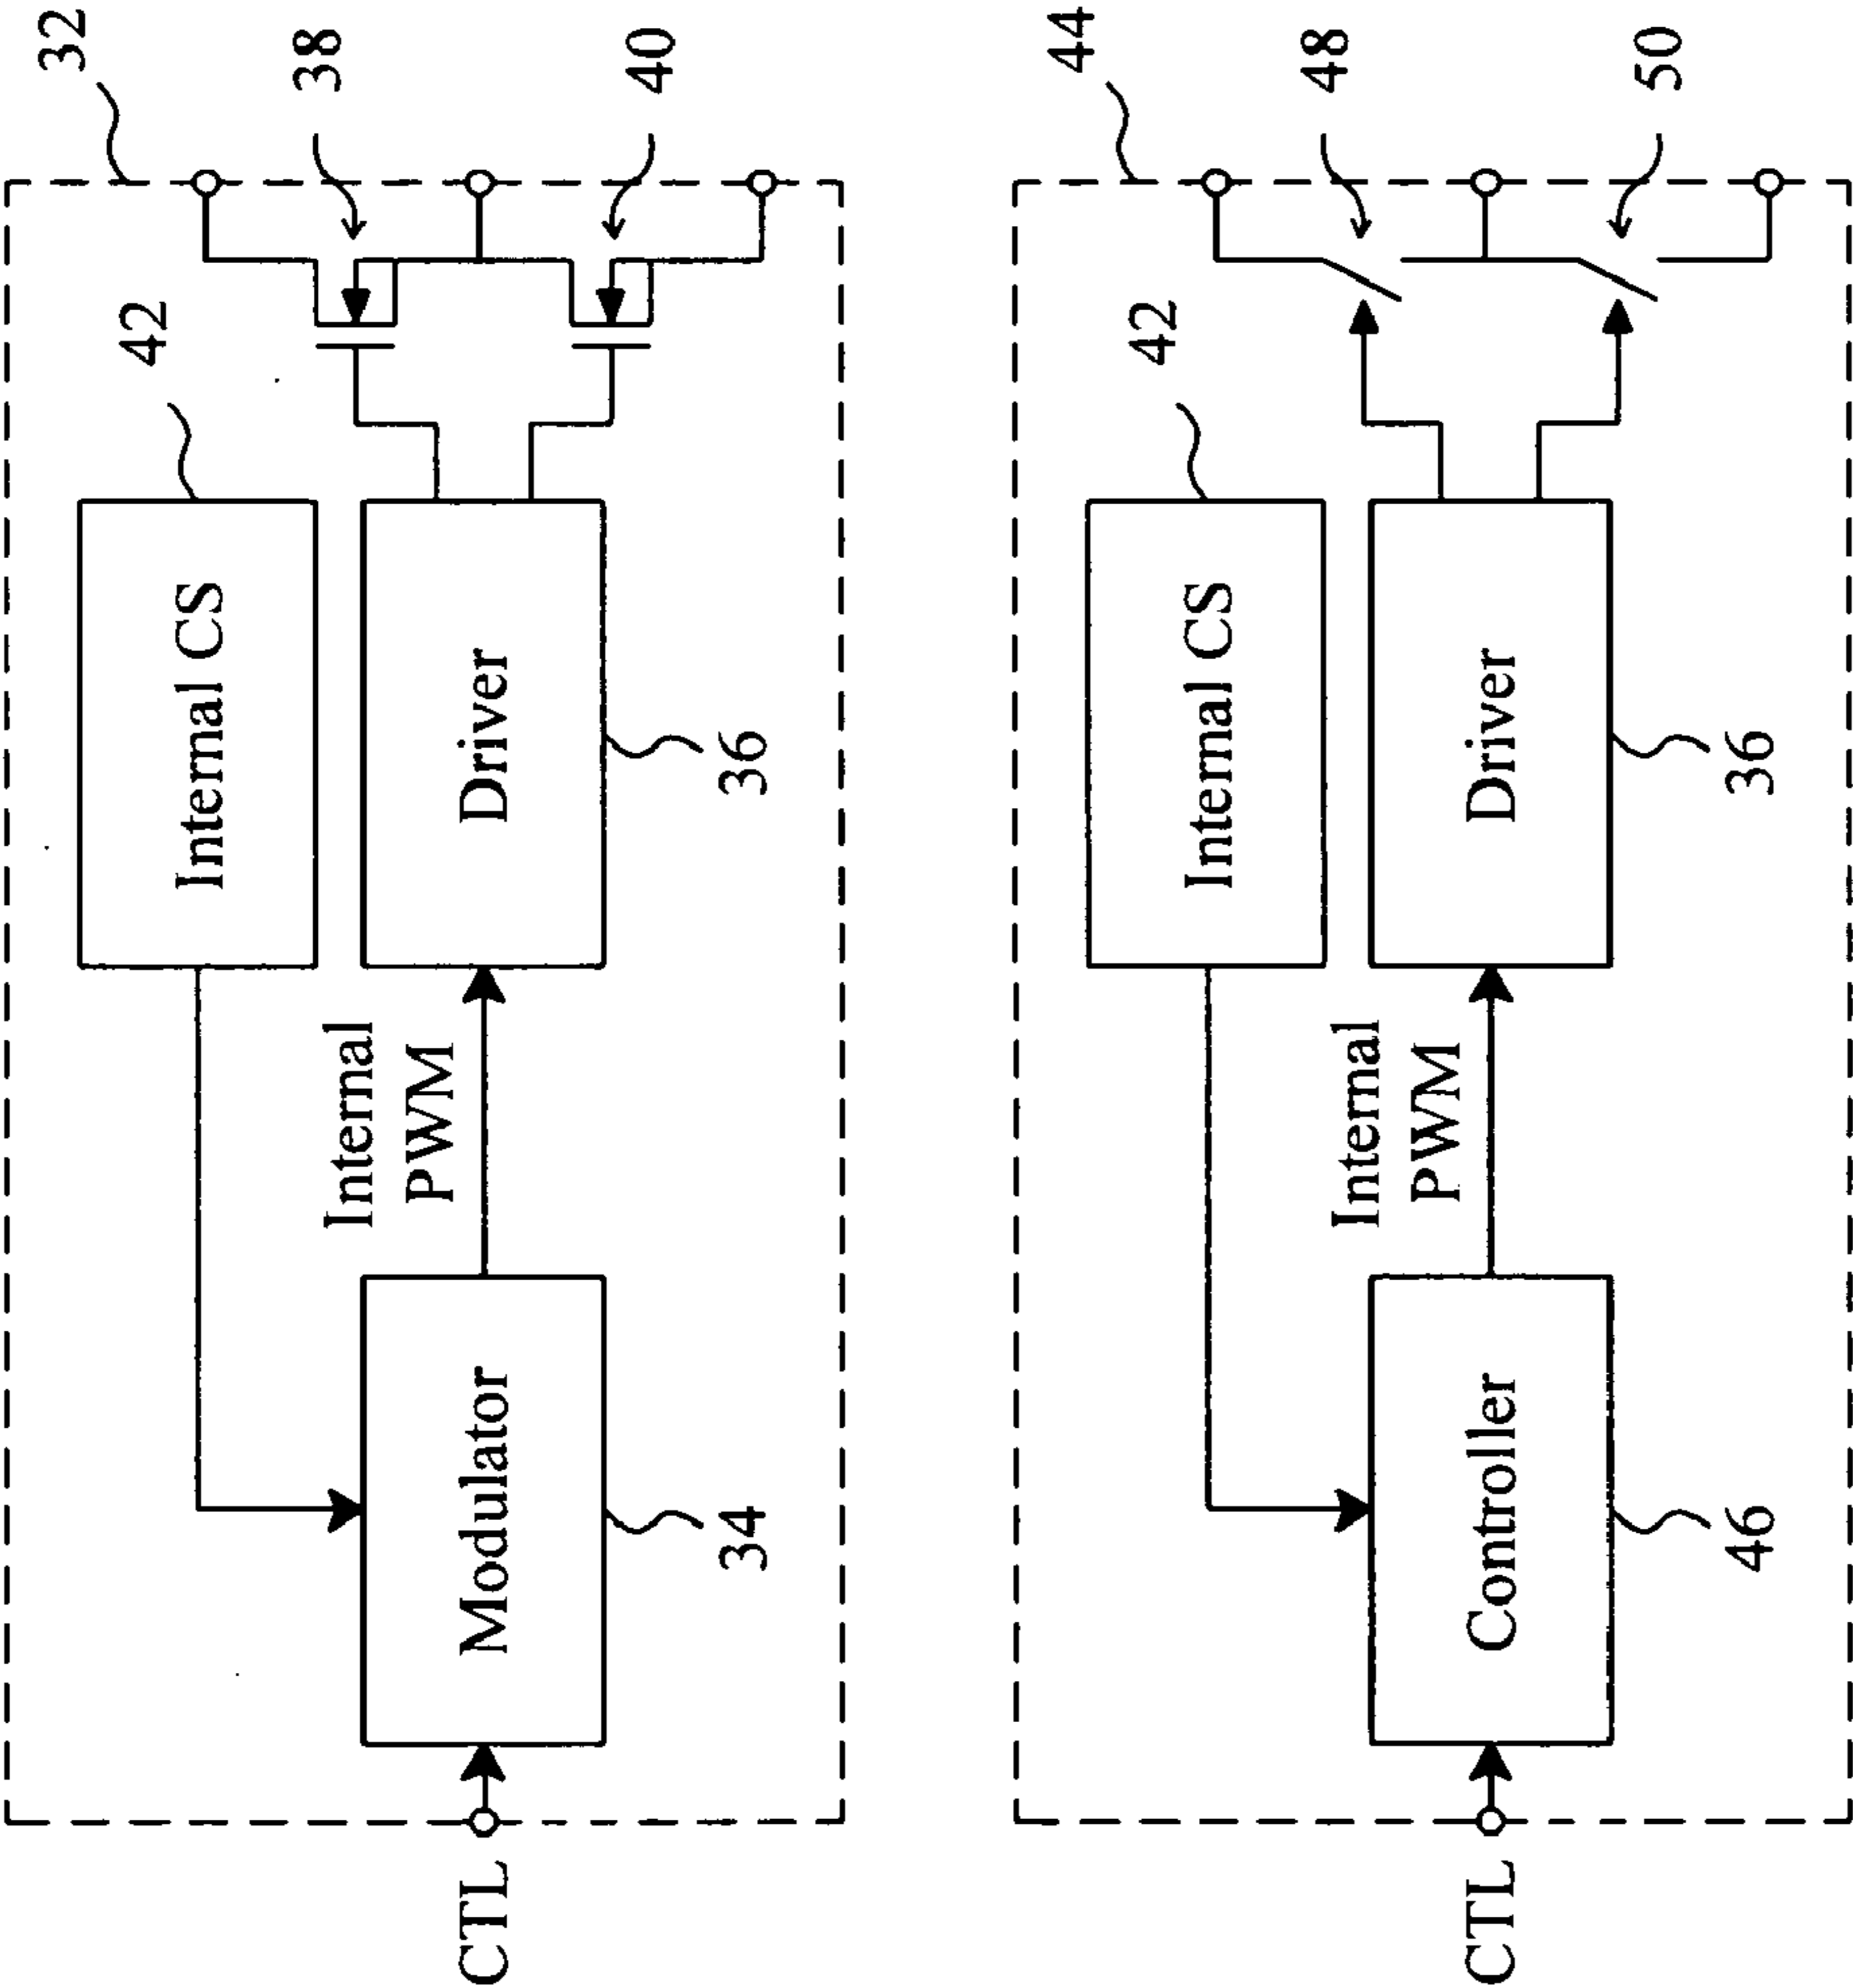 32
42
38
Internal CS
Internal
PWM
CTL
Modulator
Driver
40
34
36
44
42
48
Internal CS
Internal
PWM
CTL
Controller
Driver
50
46
36